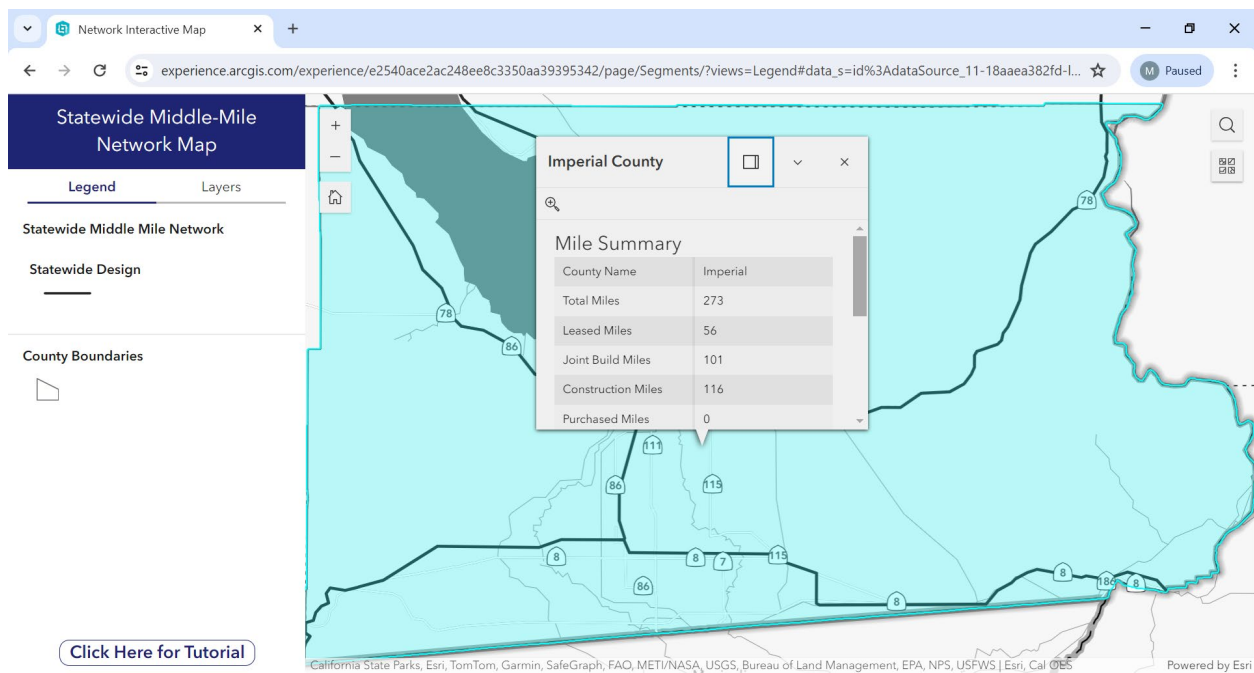 Network Interactive Map
experience.arcgis.com/experience/e2540ace2ac248ee8c3350aa39395342/page/Segments/?views=Legend#data_s=id%3AdataSource_11-18aaea382fd-l...
M Paused
Statewide Middle-Mile
Network Map
Legend Layers
Statewide Middle Mile Network
Statewide Design
County Boundaries
Click Here for Tutorial
Imperial County
Mile Summary
County Name Imperial
Total Miles 273
Leased Miles 56
Joint Build Miles 101
Construction Miles 116
Purchased Miles 0
78
78
86
111
86
115
8
8
7
115
86
8
8
186
8
California State Parks, Esri, TomTom, Garmin, SafeGraph, FAO, METI/NASA, USGS, Bureau of Land Management, EPA, NPS, USFWS | Esri, Cal OES
Powered by Esri